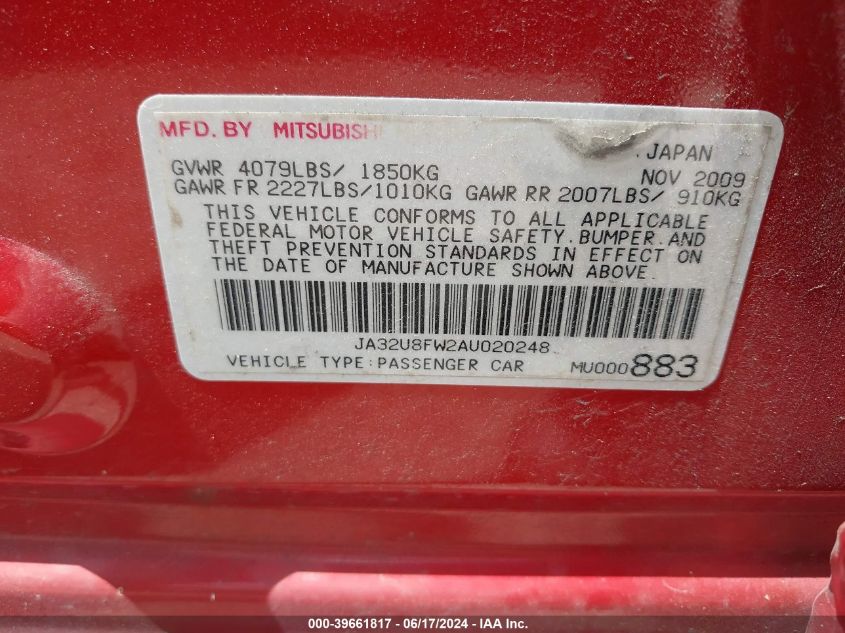 MFD. BY MITSUBISHI
JAPAN
GVWR 4079LBS/ 1850KG NOV 2009
GAWR FR 2227LBS/1010KG GAWR RR 2007LBS/ 910KG
THIS VEHICLE CONFORMS TO ALL APPLICABLE
FEDERAL MOTOR VEHICLE SAFETY.BUMPER.AND
THEFT PREVENTION STANDARDS IN EFFECT ON
THE DATE OF MANUFACTURE SHOWN ABOVE.
JA32U8FW2AU020248
VEHICLE TYPE:PASSENGER CAR MU000883
000-39661817 - 06/17/2024 - IAA Inc.